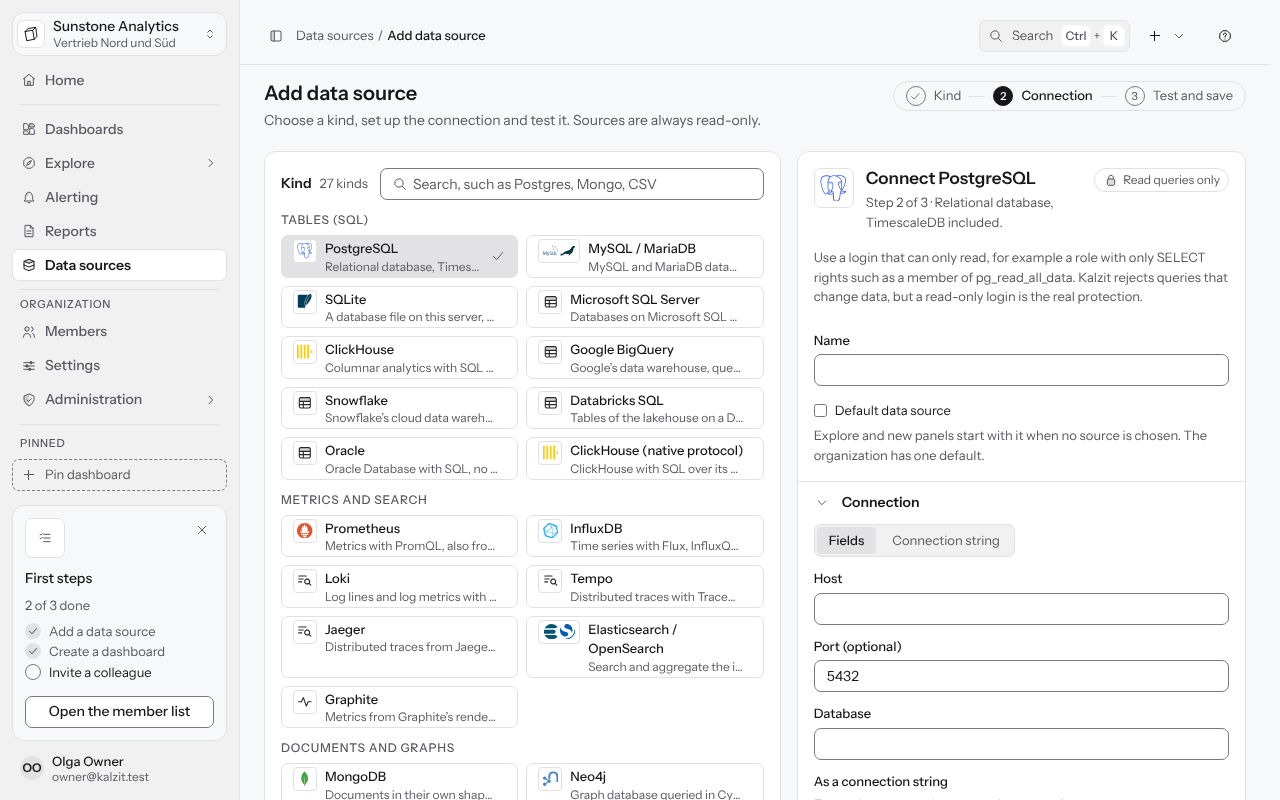 Sunstone Analytics
Vertrieb Nord und Süd
Home
Dashboards
Explore
Alerting
Reports
Data sources
ORGANIZATION
Members
Settings
Administration
PINNED
Pin dashboard
First steps
2 of 3 done
Add a data source
Create a dashboard
Invite a colleague
Open the member list
OO
Olga Owner
owner@kalzit.test
Data sources / Add data source
Search Ctrl + K
Add data source
Choose a kind, set up the connection and test it. Sources are always read-only.
Kind
2 Connection
3 Test and save
Kind 27 kinds
Search, such as Postgres, Mongo, CSV
TABLES (SQL)
PostgreSQL
Relational database, Times…
MySQL / MariaDB
MySQL and MariaDB data…
SQLite
A database file on this server, …
Microsoft SQL Server
Databases on Microsoft SQL …
ClickHouse
Columnar analytics with SQL …
Google BigQuery
Google's data warehouse, que…
Snowflake
Snowflake's cloud data wareh…
Databricks SQL
Tables of the lakehouse on a D…
Oracle
Oracle Database with SQL, no …
ClickHouse (native protocol)
ClickHouse with SQL over its …
METRICS AND SEARCH
Prometheus
Metrics with PromQL, also fro…
InfluxDB
Time series with Flux, InfluxQ…
Loki
Log lines and log metrics with …
Tempo
Distributed traces with Trace…
Jaeger
Distributed traces from Jaege…
Elasticsearch /
OpenSearch
Search and aggregate the i…
Graphite
Metrics from Graphite's rende…
DOCUMENTS AND GRAPHS
MongoDB
Documents in their own shap…
Neo4j
Graph database queried in Cy…
Connect PostgreSQL
Read queries only
Step 2 of 3 · Relational database,
TimescaleDB included.
Use a login that can only read, for example a role with only SELECT
rights such as a member of pg_read_all_data. Kalzit rejects queries that
change data, but a read-only login is the real protection.
Name
Default data source
Explore and new panels start with it when no source is chosen. The
organization has one default.
Connection
Fields
Connection string
Host
Port (optional)
5432
Database
As a connection string